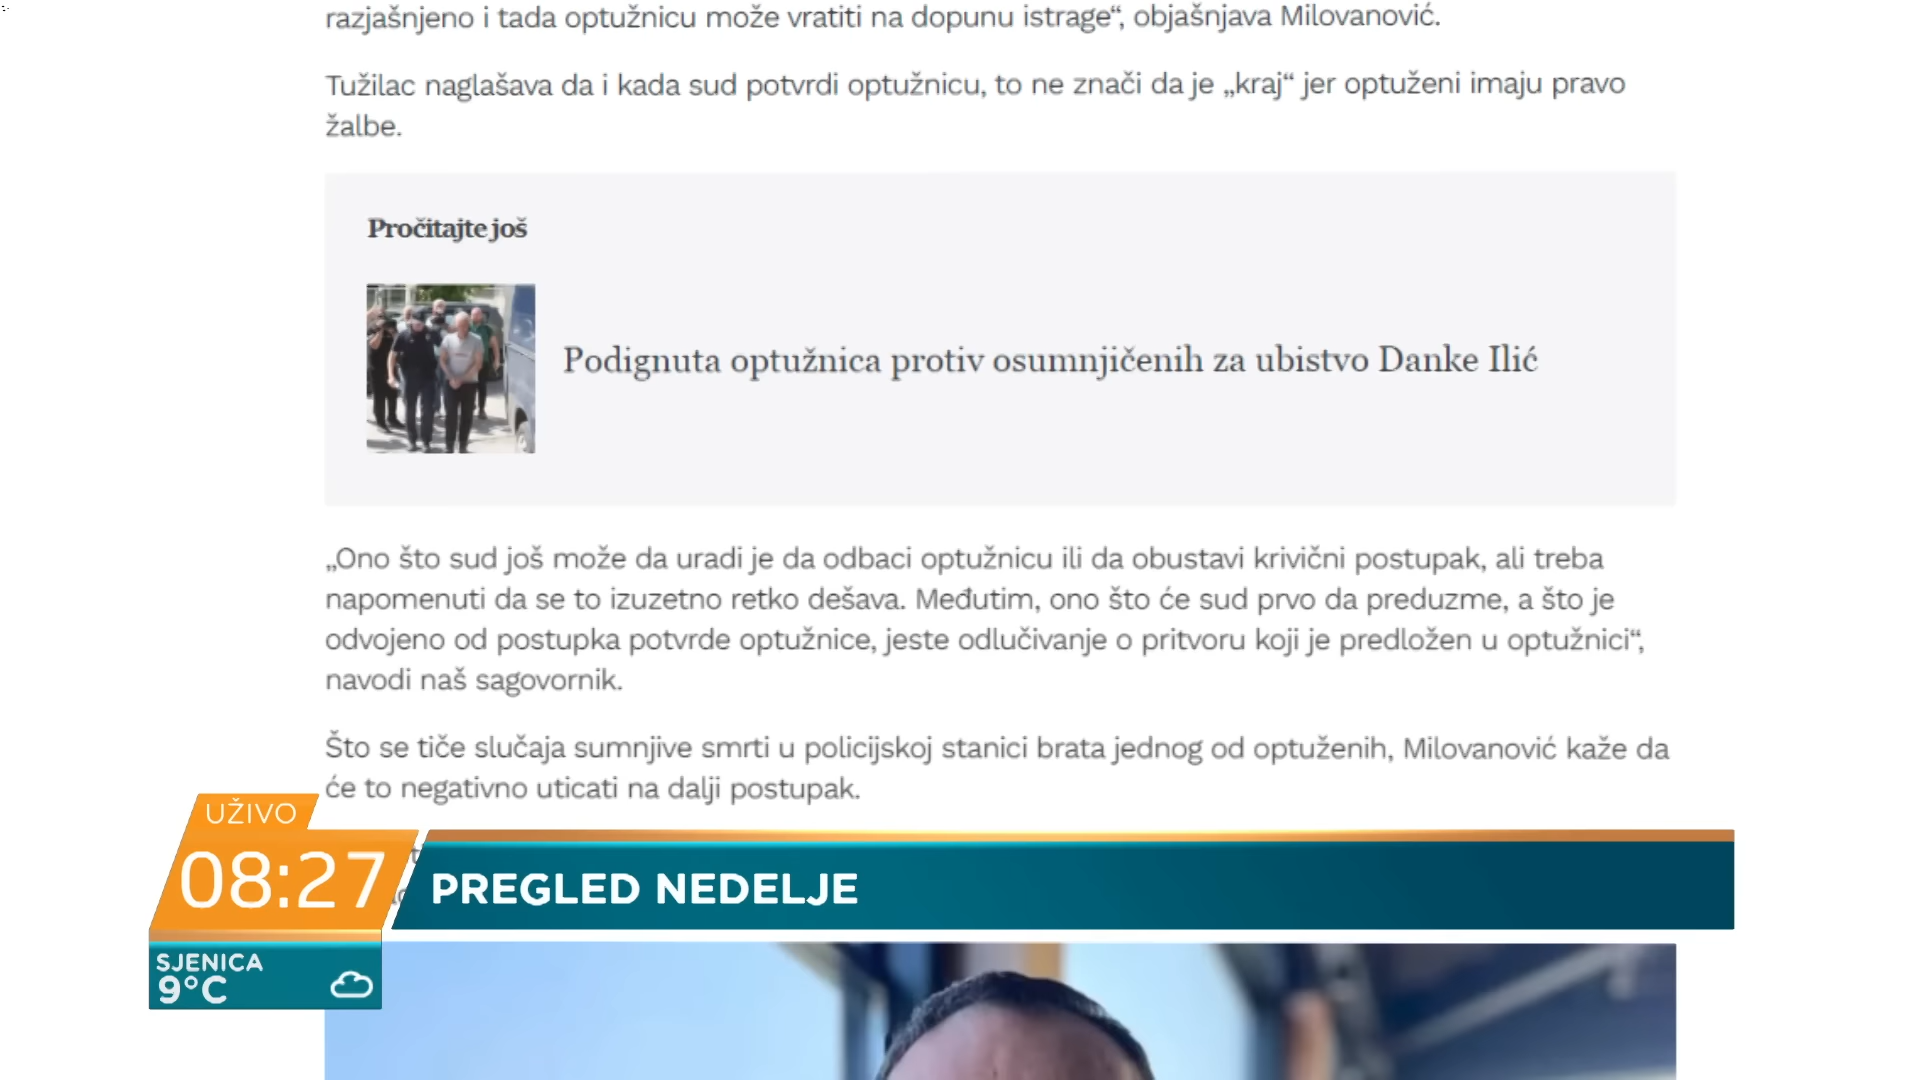 razjašnjeno i tada optužnicu može vratiti na dopunu istrage“, objašnjava Milovanović.
Tužilac naglašava da i kada sud potvrdi optužnicu, to ne znači da je „kraj“ jer optuženi imaju pravo
žalbe.
Pročitajte još
Podignuta optužnica protiv osumnjičenih za ubistvo Danke Ilić
„Ono što sud još može da uradi je da odbaci optužnicu ili da obustavi krivični postupak, ali treba
napomenuti da se to izuzetno retko dešava. Međutim, ono što će sud prvo da preduzme, a što je
odvojeno od postupka potvrde optužnice, jeste odlučivanje o pritvoru koji je predložen u optužnici“,
navodi naš sagovornik.
Što se tiče slučaja sumnjive smrti u policijskoj stanici brata jednog od optuženih, Milovanović kaže da
će to negativno uticati na dalji postupak.
UŽIVO
08:27
PREGLED NEDELJE
SJENICA
9°C